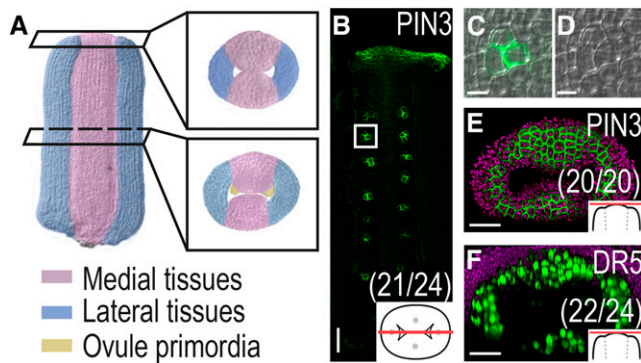 A
B
PIN3
C
D
E
PIN3
(20/20)
(21/24)
F
DR5
(22/24)
Medial tissues
Lateral tissues
Ovule primordia